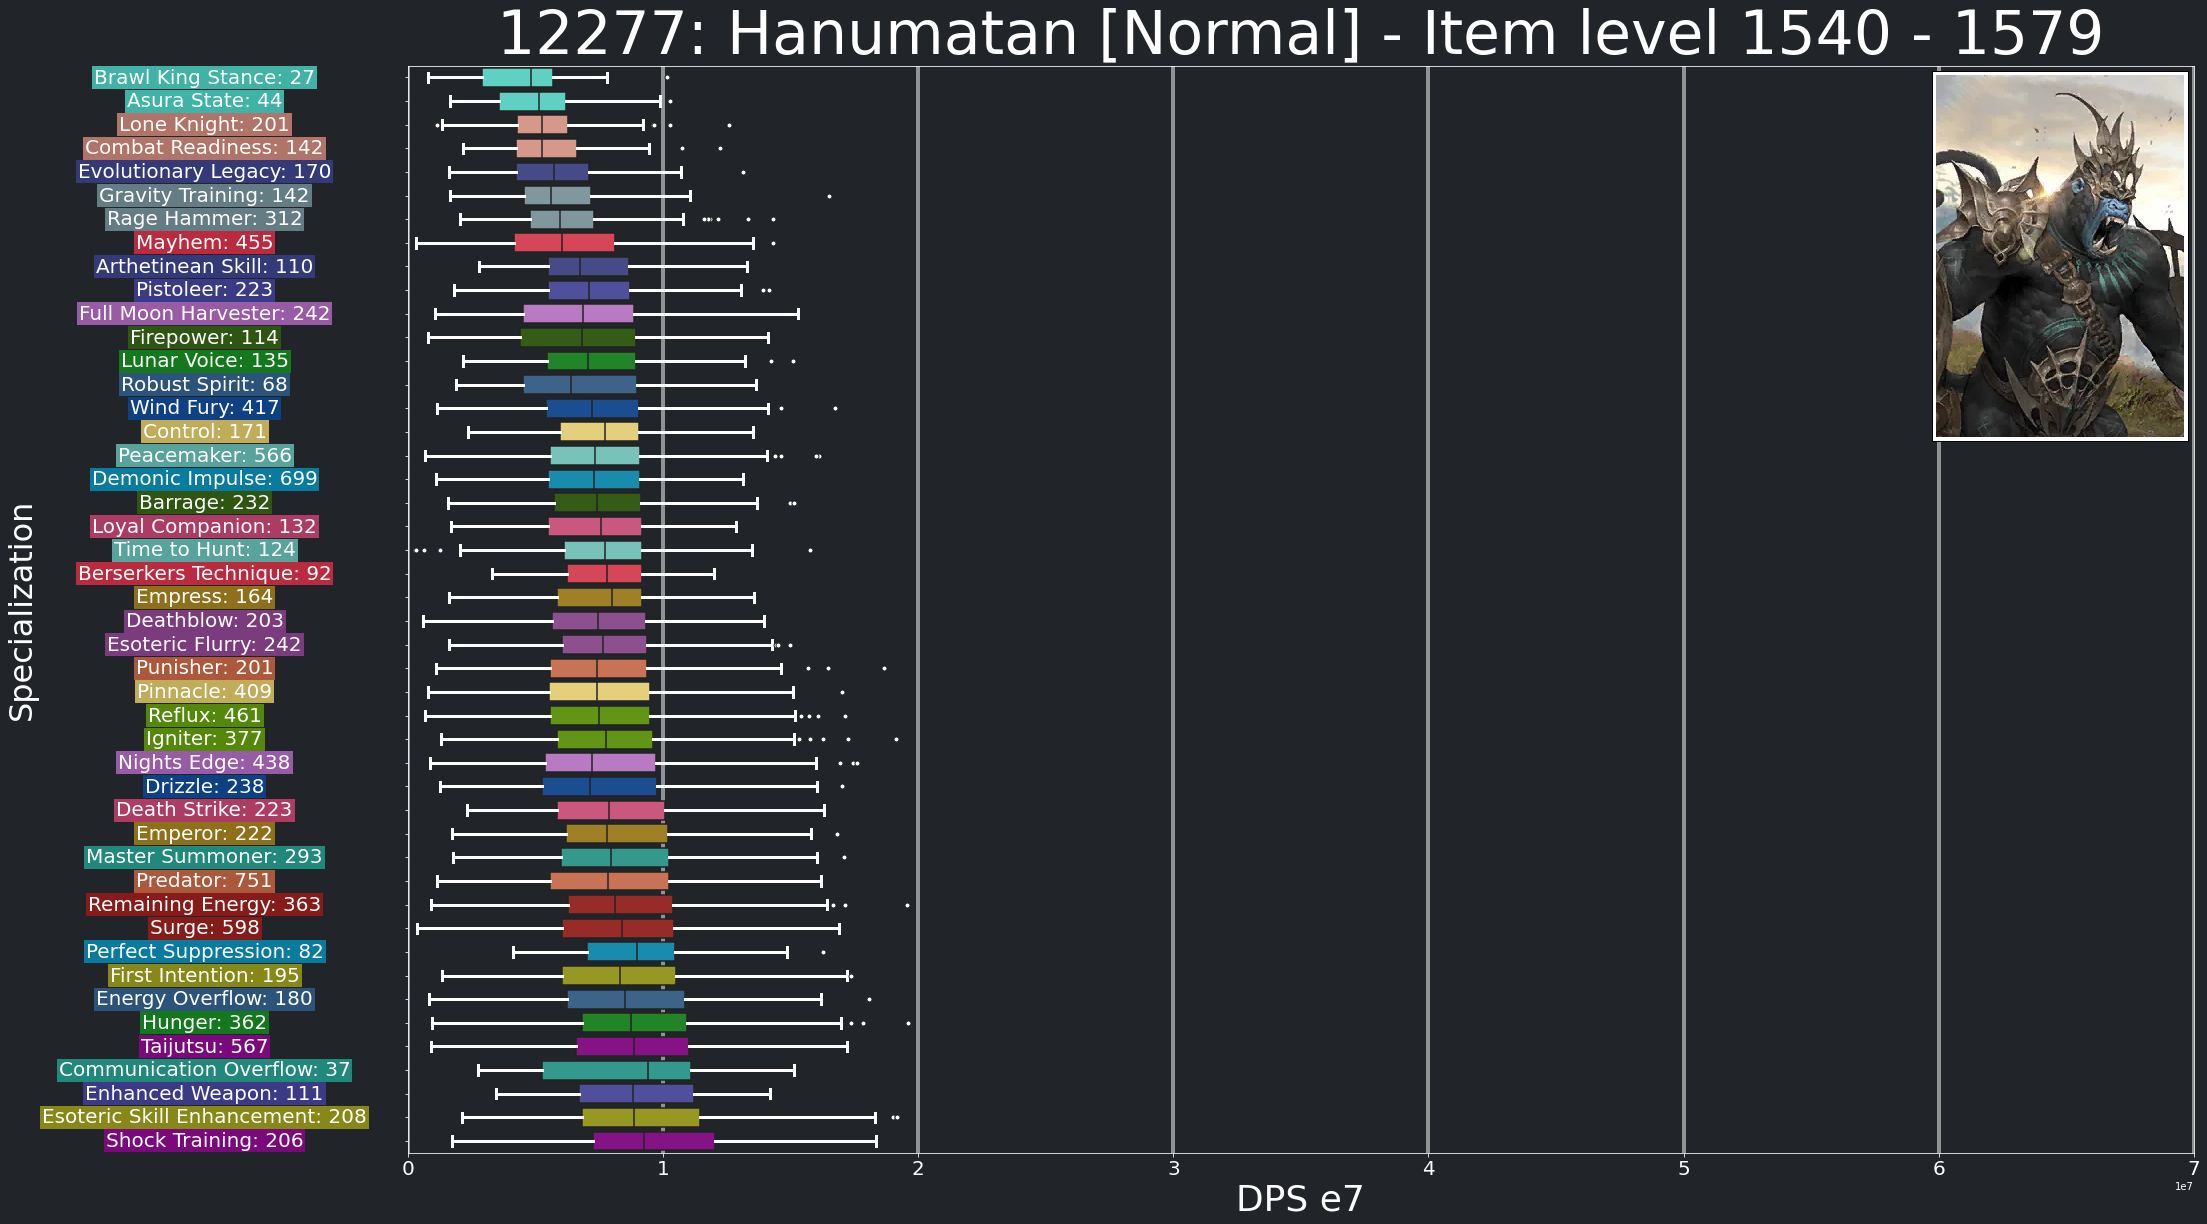 12277: Hanumatan [Normal] - Item level 1540 - 1579
Brawl King Stance: 27
Asura State: 44
Lone Knight: 201
Combat Readiness: 142
Evolutionary Legacy: 170
Gravity Training: 142
Rage Hammer: 312
Mayhem: 455
Arthetinean Skill: 110
Pistoleer: 223
Full Moon Harvester: 242
Firepower: 114
Lunar Voice: 135
Robust Spirit: 68
Wind Fury: 417
Control: 171
Peacemaker: 566
Demonic Impulse: 699
Barrage: 232
Loyal Companion: 132
Time to Hunt: 124
Berserkers Technique: 92
Empress: 164
Deathblow: 203
Esoteric Flurry: 242
Punisher: 201
Pinnacle: 409
Reflux: 461
Igniter: 377
Nights Edge: 438
Drizzle: 238
Death Strike: 223
Emperor: 222
Master Summoner: 293
Predator: 751
Remaining Energy: 363
Surge: 598
Perfect Suppression: 82
First Intention: 195
Energy Overflow: 180
Hunger: 362
Taijutsu: 567
Communication Overflow: 37
Enhanced Weapon: 111
Esoteric Skill Enhancement: 208
Shock Training: 206
Specialization
0 1 2 3 4 5 6 7
1e7
DPS e7